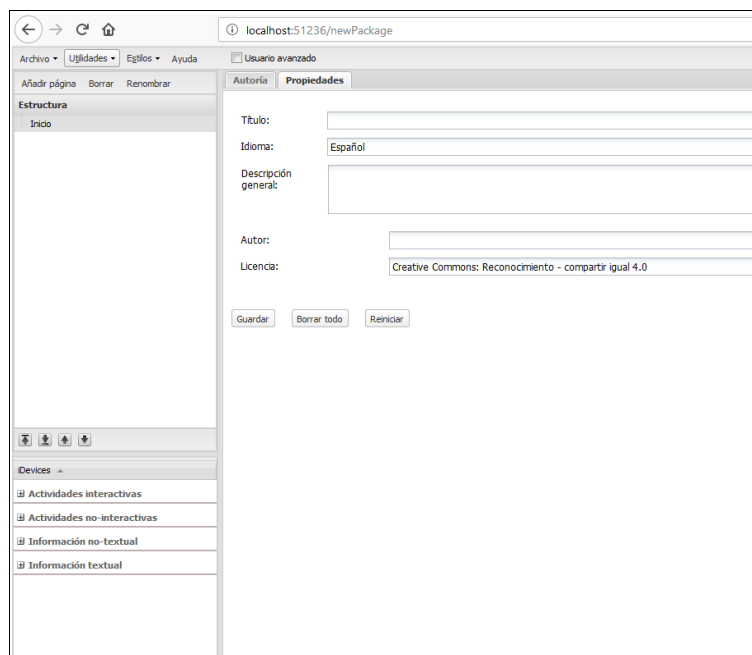 localhost:51236/newPackage
Archivo Utilidades Estilos Ayuda Usuario avanzado
Añadir página Borrar Renombrar
Autoría Propiedades
Estructura
Inicio
Título:
Idioma: Español
Descripción
general:
Autor:
Licencia: Creative Commons: Reconocimiento - compartir igual 4.0
Guardar Borrar todo Reiniciar
iDevices
Actividades interactivas
Actividades no-interactivas
Información no-textual
Información textual